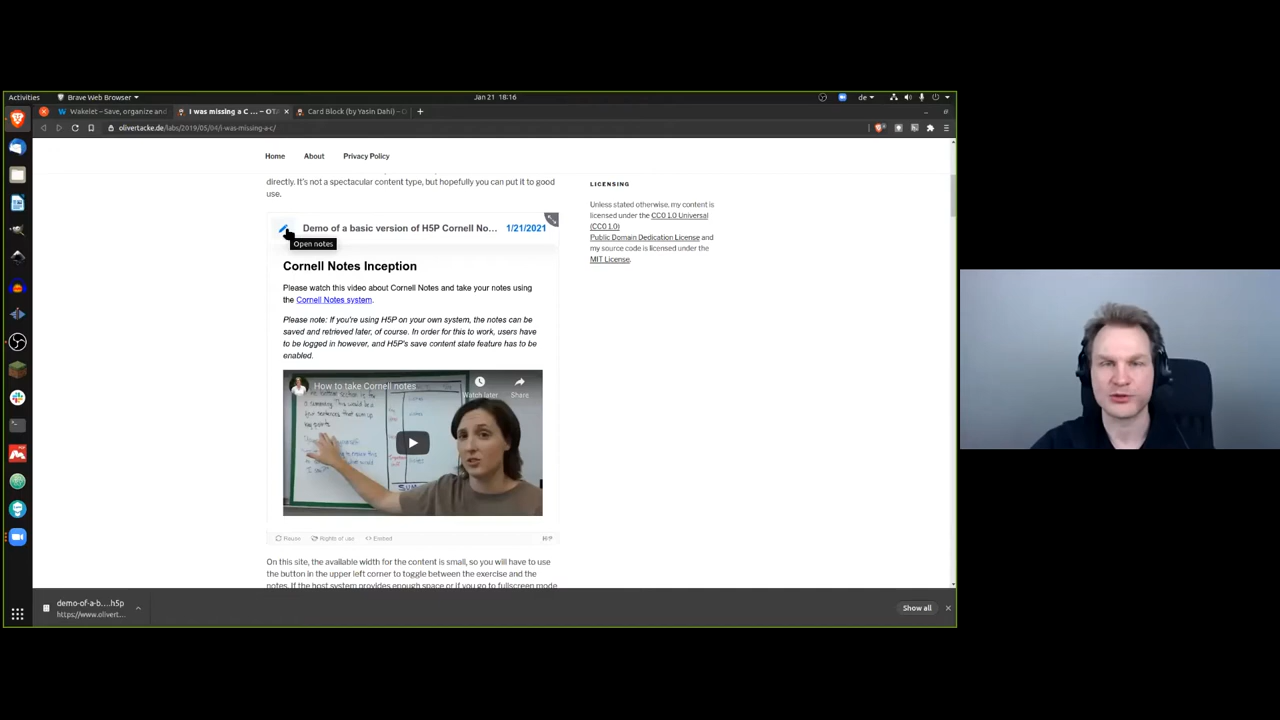 Activities
Brave Web Browser
Jan 21 18:16
de
Wakelet – Save, organize and
I was missing a C ... – OTA
Card Block (by Yasin Dahi) – O
olivertacke.de/labs/2019/05/04/i-was-missing-a-c/
Home
About
Privacy Policy
directly. It's not a spectacular content type, but hopefully you can put it to good
use.
Demo of a basic version of H5P Cornell No...
1/21/2021
Open notes
Cornell Notes Inception
Please watch this video about Cornell Notes and take your notes using
the Cornell Notes system.
Please note: If you're using H5P on your own system, the notes can be
saved and retrieved later, of course. In order for this to work, users have
to be logged in however, and H5P's save content state feature has to be
enabled.
How to take Cornell notes
Watch later
Share
SUM
Reuse
Rights of use
Embed
H5P
On this site, the available width for the content is small, so you will have to use
the button in the upper left corner to toggle between the exercise and the
notes. If the host system provides enough space or if you go to fullscreen mode
LICENSING
Unless stated otherwise, my content is
licensed under the CC0 1.0 Universal
(CC0 1.0)
Public Domain Dedication License and
my source code is licensed under the
MIT License.
demo-of-a-b....h5p
https://www.olivert...
Show all